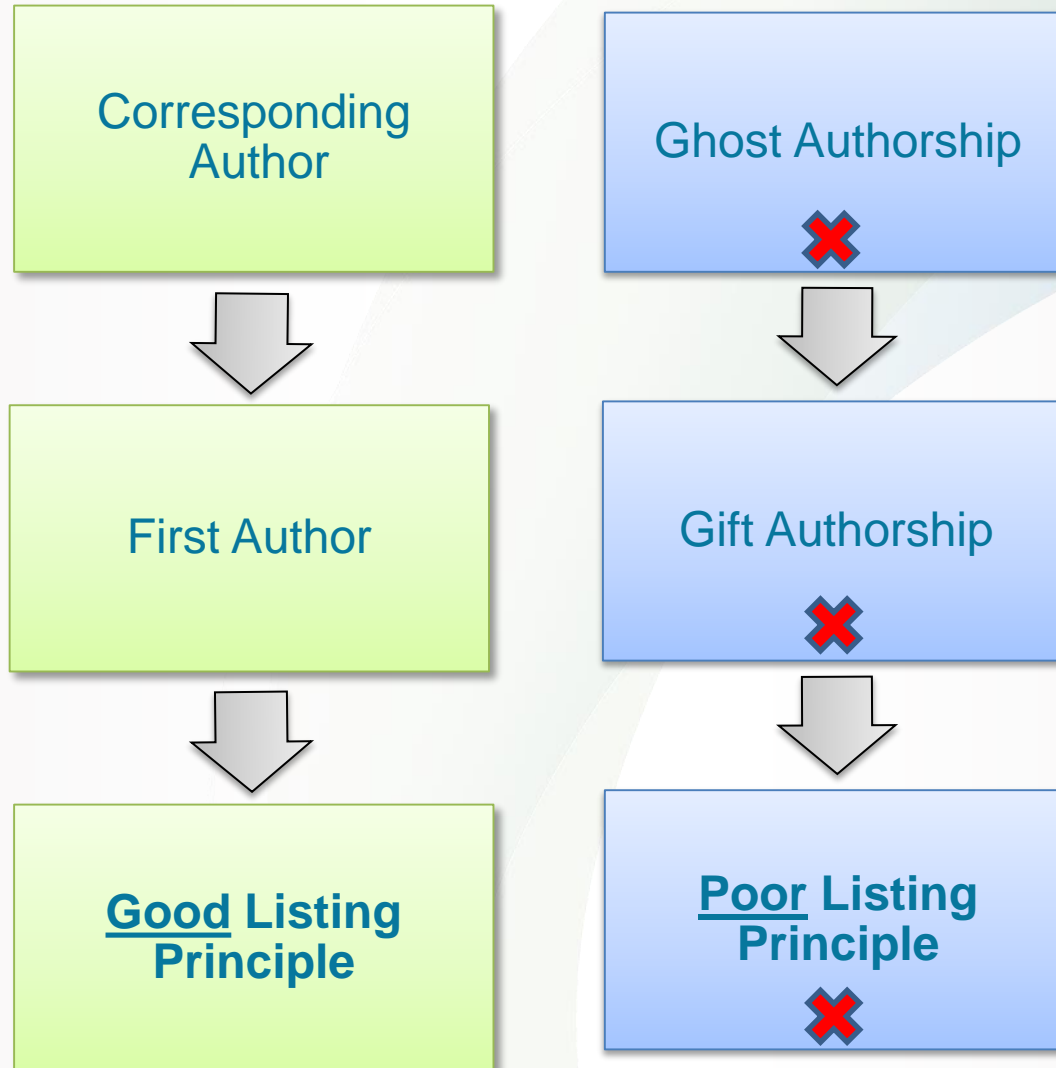 Corresponding
Author
First Author
Good Listing
Principle
Ghost Authorship
Gift Authorship
Poor Listing
Principle